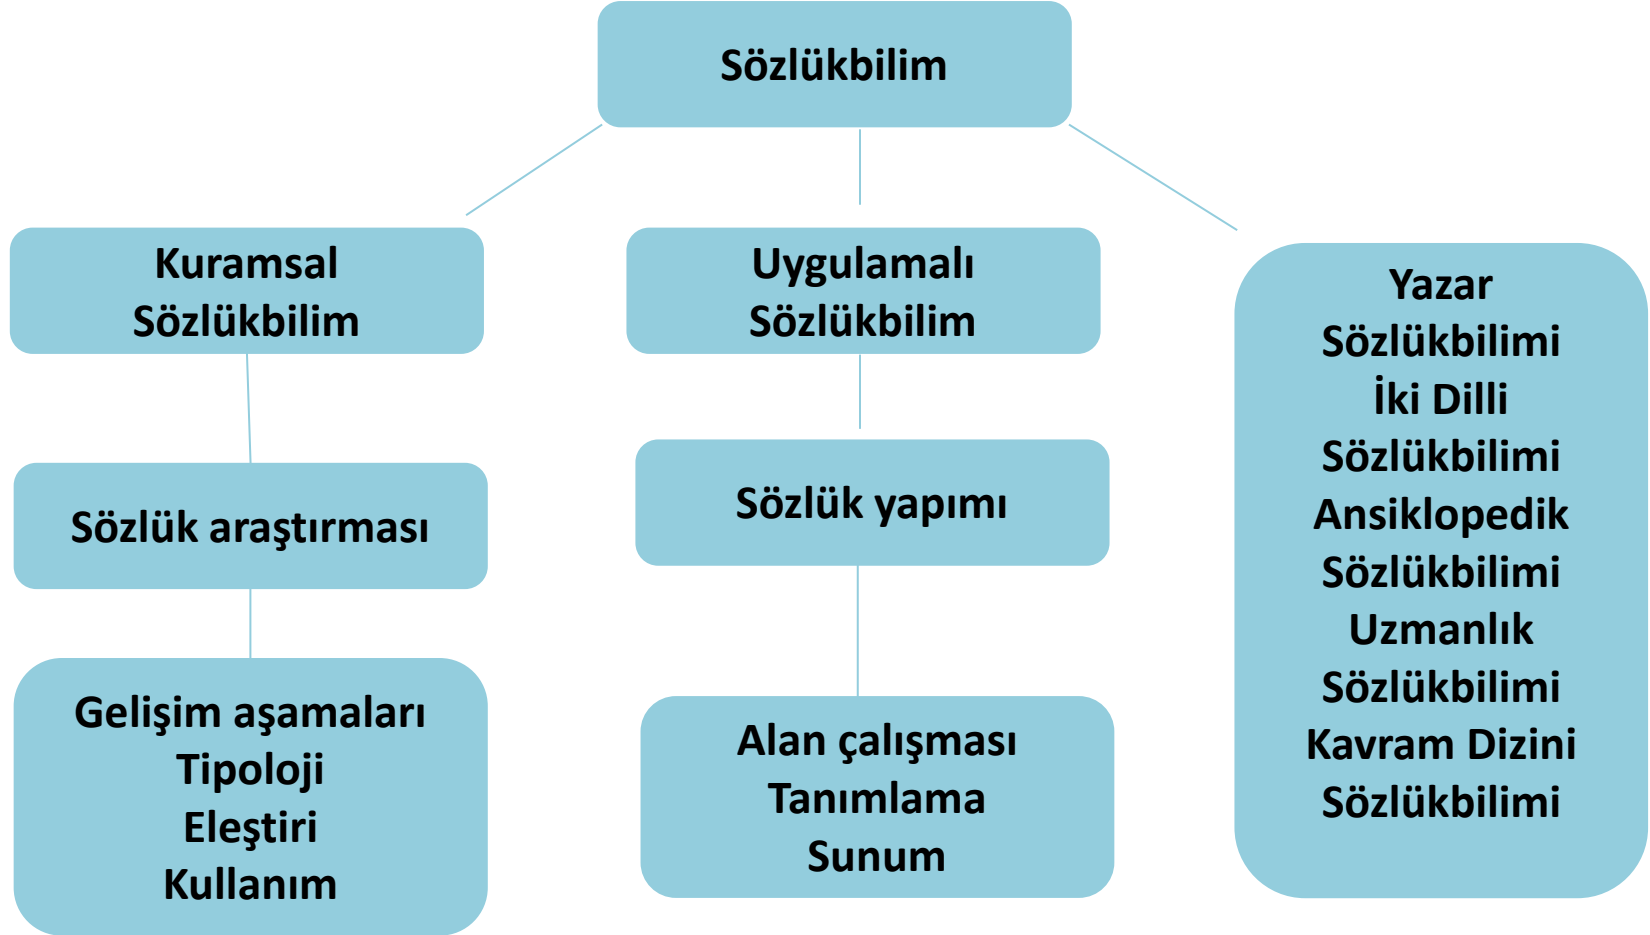 Sözlükbilim
Kuramsal
Sözlükbilim
Uygulamalı
Sözlükbilim
Yazar
Sözlükbilimi
İki Dilli
Sözlükbilimi
Ansiklopedik
Sözlükbilimi
Uzmanlık
Sözlükbilimi
Kavram Dizini
Sözlükbilimi
Sözlük araştırması
Sözlük yapımı
Gelişim aşamaları
Tipoloji
Eleştiri
Kullanım
Alan çalışması
Tanımlama
Sunum